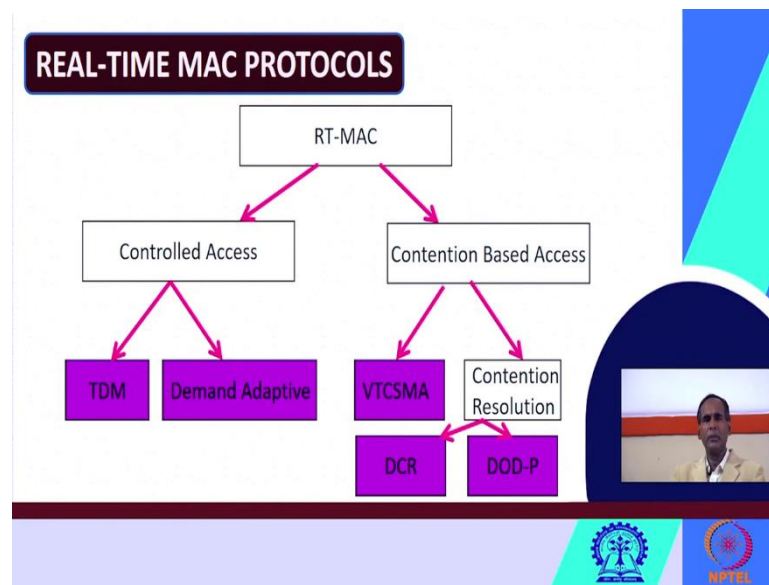 REAL-TIME MAC PROTOCOLS
RT-MAC
Controlled Access
Contention Based Access
TDM
Demand Adaptive
VTCSMA
Contention
Resolution
DCR
DOD-P
NPTEL